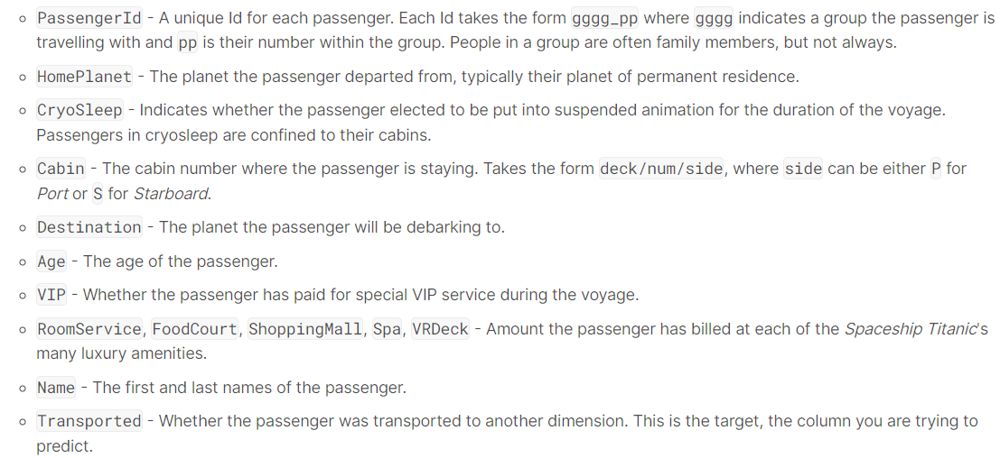 PassengerId - A unique Id for each passenger. Each Id takes the form gggg_pp where gggg indicates a group the passenger is
travelling with and pp is their number within the group. People in a group are often family members, but not always.
HomePlanet - The planet the passenger departed from, typically their planet of permanent residence.
CryoSleep - Indicates whether the passenger elected to be put into suspended animation for the duration of the voyage.
Passengers in cryosleep are confined to their cabins.
Cabin - The cabin number where the passenger is staying. Takes the form deck/num/side, where side can be either P for
Port or S for Starboard.
Destination - The planet the passenger will be debarking to.
Age - The age of the passenger.
VIP - Whether the passenger has paid for special VIP service during the voyage.
RoomService, FoodCourt, ShoppingMall, Spa, VRDeck - Amount the passenger has billed at each of the Spaceship Titanic's
many luxury amenities.
Name - The first and last names of the passenger.
Transported - Whether the passenger was transported to another dimension. This is the target, the column you are trying to
predict.